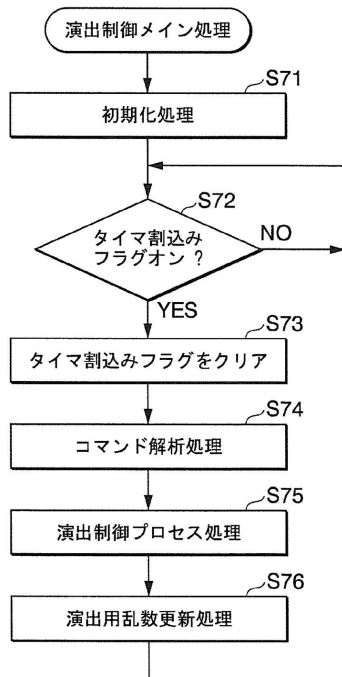 演出制御メイン処理
S71
初期化処理
S72
タイマ割込み
フラグオン ?
NO
YES
S73
タイマ割込みフラグをクリア
S74
コマンド解析処理
S75
演出制御プロセス処理
S76
演出用乱数更新処理